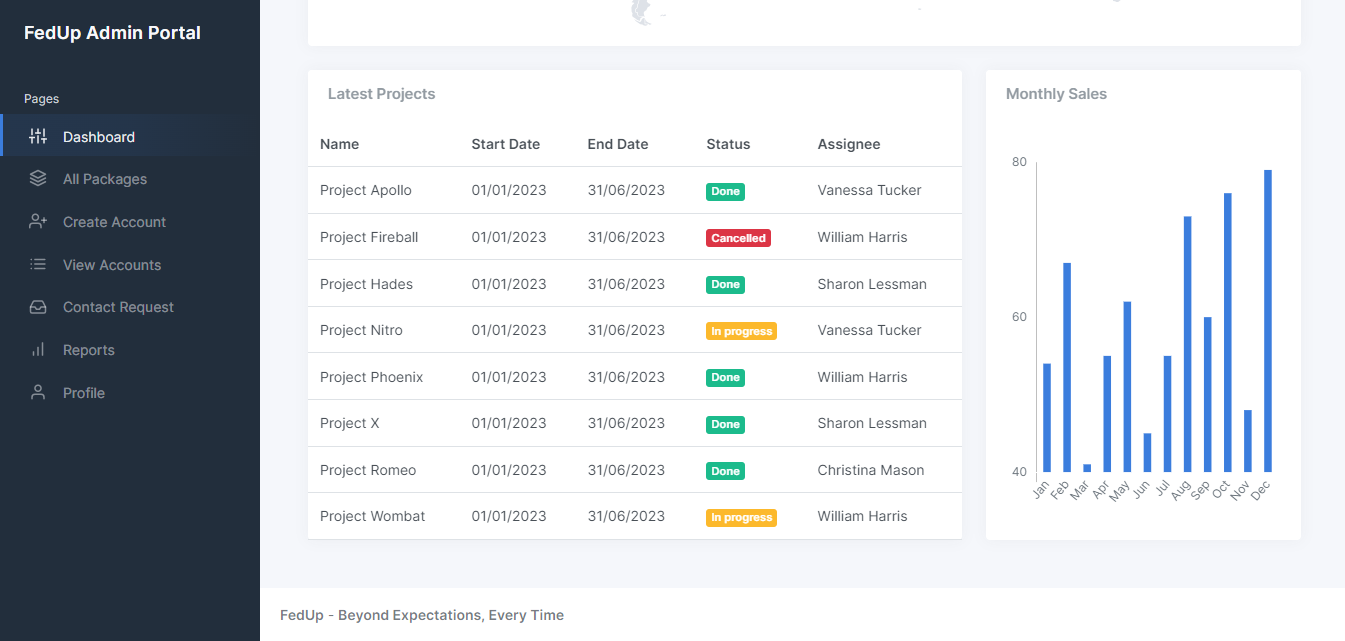 FedUp Admin Portal
Pages
Dashboard
All Packages
Create Account
View Accounts
Contact Request
Reports
Profile
Latest Projects
Name Start Date End Date Status Assignee
Project Apollo 01/01/2023 31/06/2023 Done Vanessa Tucker
Project Fireball 01/01/2023 31/06/2023 Cancelled William Harris
Project Hades 01/01/2023 31/06/2023 Done Sharon Lessman
Project Nitro 01/01/2023 31/06/2023 In progress Vanessa Tucker
Project Phoenix 01/01/2023 31/06/2023 Done William Harris
Project X 01/01/2023 31/06/2023 Done Sharon Lessman
Project Romeo 01/01/2023 31/06/2023 Done Christina Mason
Project Wombat 01/01/2023 31/06/2023 In progress William Harris
Monthly Sales
80
60
40
Jan Feb Mar Apr May Jun Jul Aug Sep Oct Nov Dec
FedUp - Beyond Expectations, Every Time